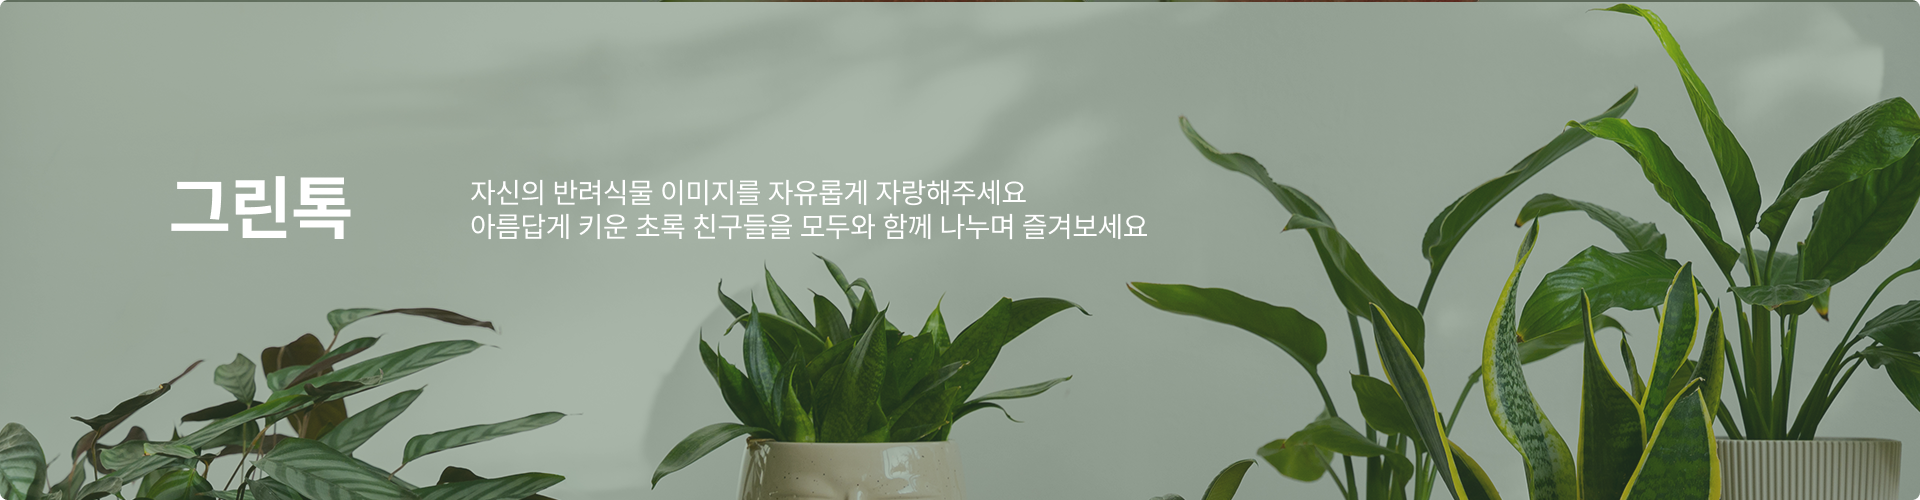 그린톡
자신의 반려식물 이미지를 자유롭게 자랑해주세요
아름답게 키운 초록 친구들을 모두와 함께 나누며 즐겨보세요